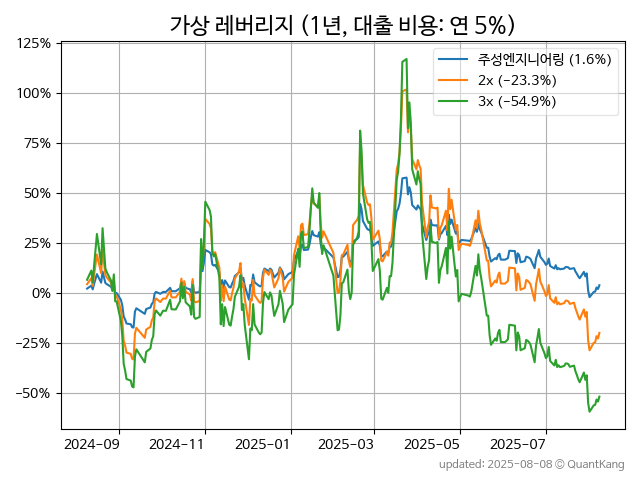 가상 레버리지 (1년, 대출 비용: 연 5%)
125%
100%
75%
50%
25%
0%
−25%
−50%
주성엔지니어링 (1.6%)
2x (−23.3%)
3x (−54.9%)
2024-09
2024-11
2025-01
2025-03
2025-05
2025-07
updated: 2025-08-08 © QuantKang